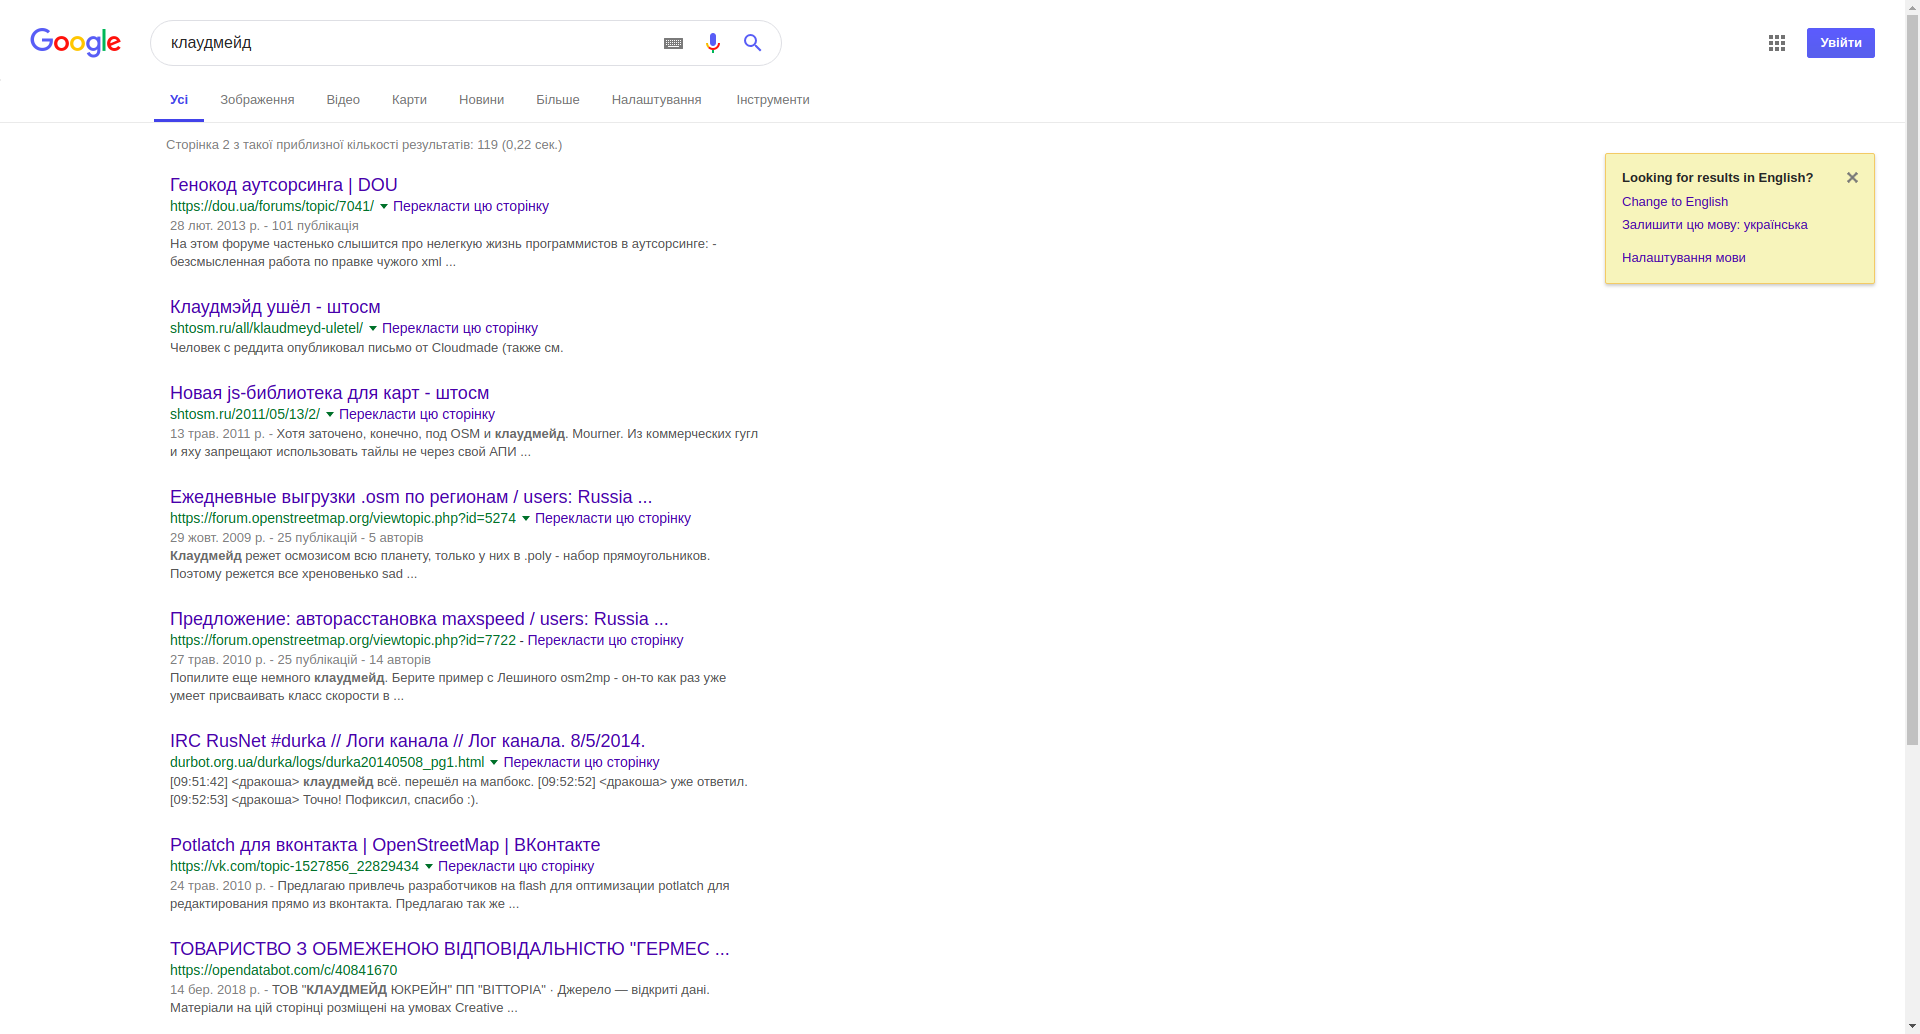 Google
клаудмейд
Увійти
Усі Зображення Відео Карти Новини Більше Налаштування Інструменти
Сторінка 2 з такої приблизної кількості результатів: 119 (0,22 сек.)
Looking for results in English?
Change to English
Залишити цю мову: українська
Налаштування мови
Генокод аутсорсинга | DOU
https://dou.ua/forums/topic/7041/ Перекласти цю сторінку
28 лют. 2013 р. - 101 публікація
На этом форуме частенько слышится про нелегкую жизнь программистов в аутсорсинге: -
безсмысленная работа по правке чужого xml ...
Клаудмэйд ушёл - штосм
shtosm.ru/all/klaudmeyd-uletel/ Перекласти цю сторінку
Человек с реддита опубликовал письмо от Cloudmade (также см.
Новая js-библиотека для карт - штосм
shtosm.ru/2011/05/13/2/ Перекласти цю сторінку
13 трав. 2011 р. - Хотя заточено, конечно, под OSM и клаудмейд. Mourner. Из коммерческих гугл
и яху запрещают использовать тайлы не через свой АПИ ...
Ежедневные выгрузки .osm по регионам / users: Russia ...
https://forum.openstreetmap.org/viewtopic.php?id=5274 Перекласти цю сторінку
29 жовт. 2009 р. - 25 публікацій - 5 авторів
Клаудмейд режет осмозисом всю планету, только у них в .poly - набор прямоугольников.
Поэтому режется все хреновенько sad ...
Предложение: авторасстановка maxspeed / users: Russia ...
https://forum.openstreetmap.org/viewtopic.php?id=7722 - Перекласти цю сторінку
27 трав. 2010 р. - 25 публікацій - 14 авторів
Попилите еще немного клаудмейд. Берите пример с Лешиного osm2mp - он-то как раз уже
умеет присваивать класс скорости в ...
IRC RusNet #durka // Логи канала // Лог канала. 8/5/2014.
durbot.org.ua/durka/logs/durka20140508_pg1.html Перекласти цю сторінку
[09:51:42] <дракоша> клаудмейд всё. перешёл на мапбокс. [09:52:52] <дракоша> уже ответил.
[09:52:53] <дракоша> Точно! Пофиксил, спасибо :).
Potlatch для вконтакта | OpenStreetMap | ВКонтакте
https://vk.com/topic-1527856_22829434 Перекласти цю сторінку
24 трав. 2010 р. - Предлагаю привлечь разработчиков на flash для оптимизации potlatch для
редактирования прямо из вконтакта. Предлагаю так же ...
ТОВАРИСТВО З ОБМЕЖЕНОЮ ВІДПОВІДАЛЬНІСТЮ "ГЕРМЕС ...
https://opendatabot.com/c/40841670
14 бер. 2018 р. - ТОВ "КЛАУДМЕЙД ЮКРЕЙН" ПП "ВІТТОРІА" · Джерело — відкриті дані.
Матеріали на цій сторінці розміщені на умовах Creative ...